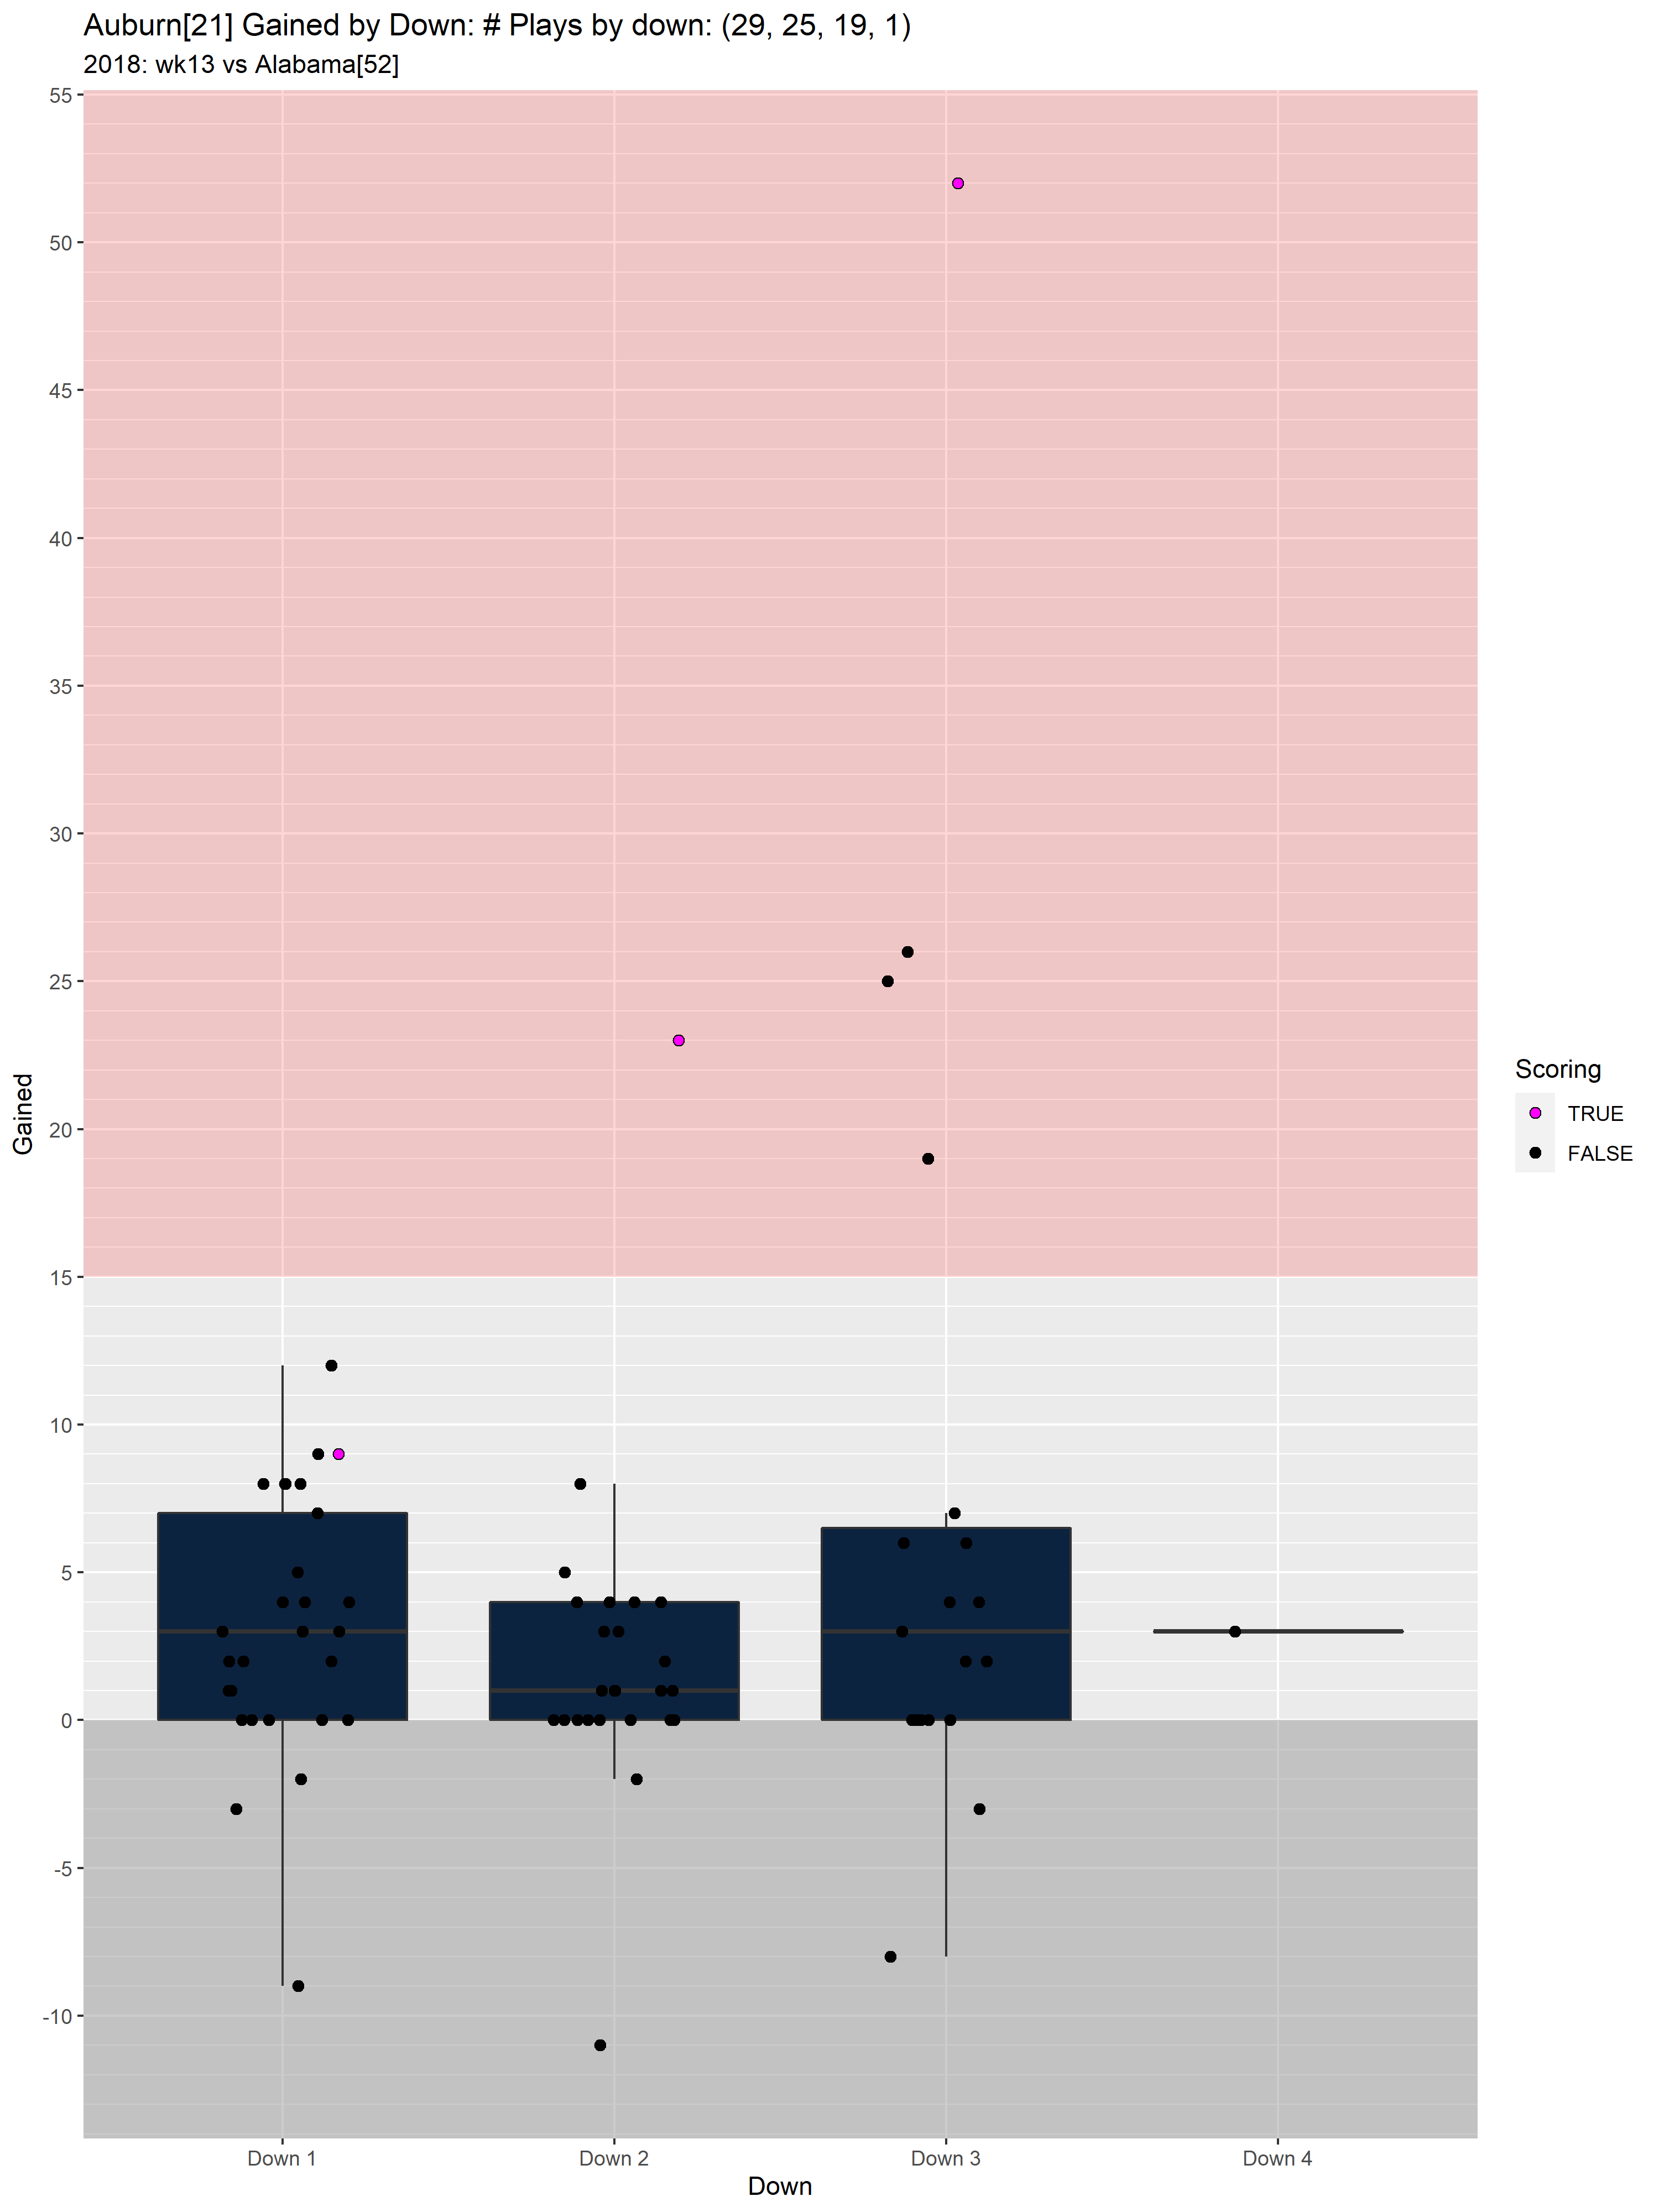 Auburn[21] Gained by Down: # Plays by down: (29, 25, 19, 1)
2018: wk13 vs Alabama[52]
55
50
45
40
35
30
25
20
15
10
5
0
-5
-10
Gained
Down 1
Down 2
Down 3
Down 4
Down
Scoring
TRUE
FALSE